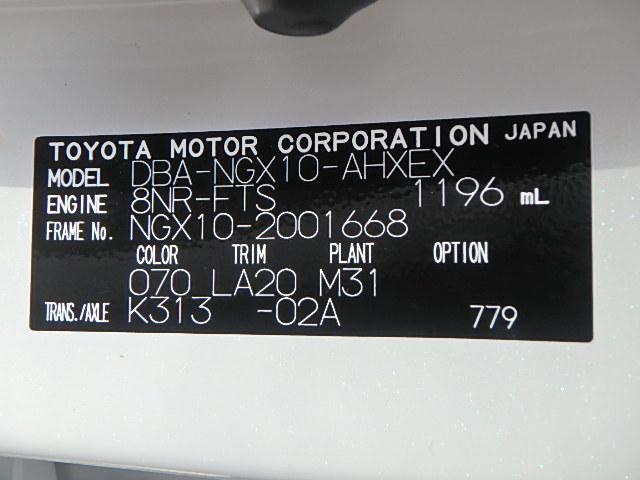 TOYOTA MOTOR CORPORATION JAPAN
MODEL DBA-NGX10-AHXEX
ENGINE 8NR-FTS 1196 mL
FRAME No. NGX10-2001668
COLOR TRIM PLANT OPTION
070 LA20 M31
TRANS./AXLE K313 -02A 779